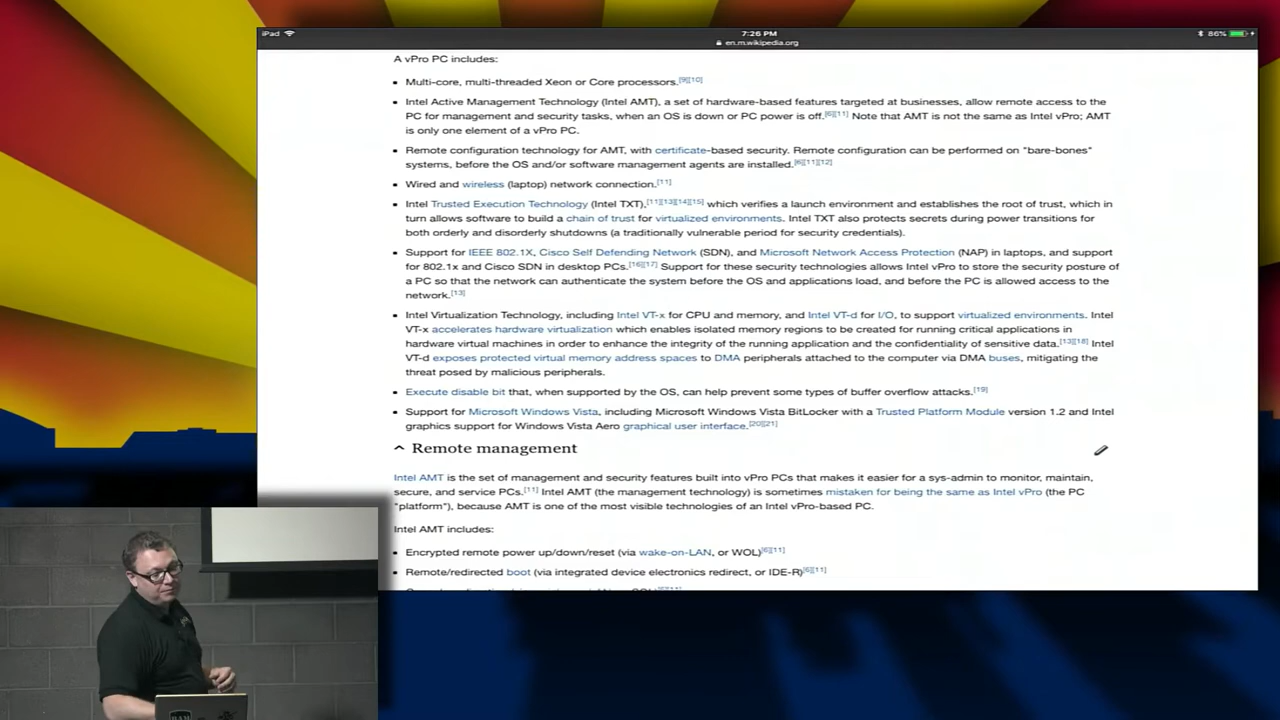 iPad
7:26 PM
86%
en.m.wikipedia.org
A vPro PC includes:
• Multi-core, multi-threaded Xeon or Core processors.[9][10]
• Intel Active Management Technology (Intel AMT), a set of hardware-based features targeted at businesses, allow remote access to the
PC for management and security tasks, when an OS is down or PC power is off.[6][11] Note that AMT is not the same as Intel vPro; AMT
is only one element of a vPro PC.
• Remote configuration technology for AMT, with certificate-based security. Remote configuration can be performed on "bare-bones"
systems, before the OS and/or software management agents are installed.[6][11][12]
• Wired and wireless (laptop) network connection.[11]
• Intel Trusted Execution Technology (Intel TXT),[11][13][14][15] which verifies a launch environment and establishes the root of trust, which in
turn allows software to build a chain of trust for virtualized environments. Intel TXT also protects secrets during power transitions for
both orderly and disorderly shutdowns (a traditionally vulnerable period for security credentials).
• Support for IEEE 802.1X, Cisco Self Defending Network (SDN), and Microsoft Network Access Protection (NAP) in laptops, and support
for 802.1x and Cisco SDN in desktop PCs.[16][17] Support for these security technologies allows Intel vPro to store the security posture of
a PC so that the network can authenticate the system before the OS and applications load, and before the PC is allowed access to the
network.[13]
• Intel Virtualization Technology, including Intel VT-x for CPU and memory, and Intel VT-d for I/O, to support virtualized environments. Intel
VT-x accelerates hardware virtualization which enables isolated memory regions to be created for running critical applications in
hardware virtual machines in order to enhance the integrity of the running application and the confidentiality of sensitive data.[13][18] Intel
VT-d exposes protected virtual memory address spaces to DMA peripherals attached to the computer via DMA buses, mitigating the
threat posed by malicious peripherals.
• Execute disable bit that, when supported by the OS, can help prevent some types of buffer overflow attacks.[19]
• Support for Microsoft Windows Vista, including Microsoft Windows Vista BitLocker with a Trusted Platform Module version 1.2 and Intel
graphics support for Windows Vista Aero graphical user interface.[20][21]
Remote management
Intel AMT is the set of management and security features built into vPro PCs that makes it easier for a sys-admin to monitor, maintain,
secure, and service PCs.[11] Intel AMT (the management technology) is sometimes mistaken for being the same as Intel vPro (the PC
"platform"), because AMT is one of the most visible technologies of an Intel vPro-based PC.
Intel AMT includes:
• Encrypted remote power up/down/reset (via wake-on-LAN, or WOL)[6][11]
• Remote/redirected boot (via integrated device electronics redirect, or IDE-R)[6][11]